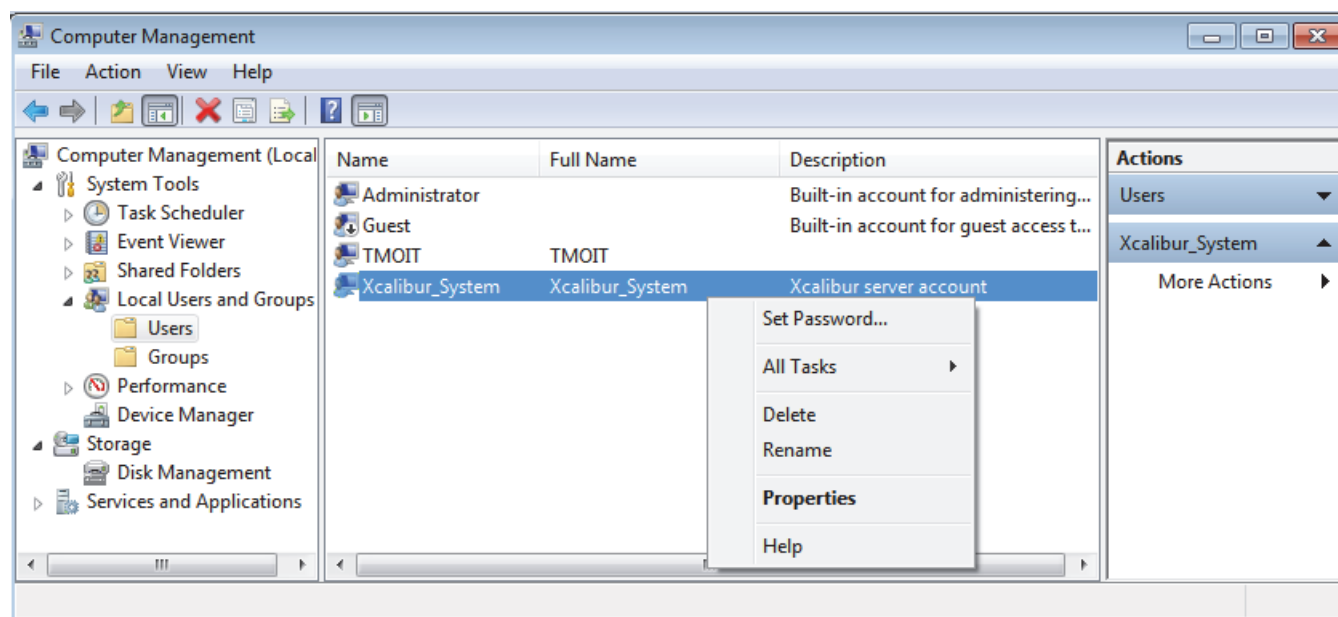 Computer Management
File Action View Help
Computer Management (Local
System Tools
Task Scheduler
Event Viewer
Shared Folders
Local Users and Groups
Users
Groups
Performance
Device Manager
Storage
Disk Management
Services and Applications
Name Full Name Description
Administrator Built-in account for administering...
Guest Built-in account for guest access t...
TMOIT TMOIT
Xcalibur_System Xcalibur_System Xcalibur server account
Set Password...
All Tasks
Delete
Rename
Properties
Help
Actions
Users
Xcalibur_System
More Actions